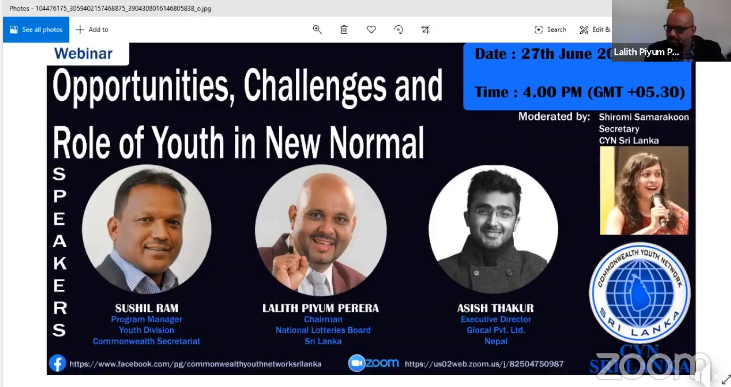 Photos - 104476175_3059402157468875_3904308016146805838_o.jpg
See all photos
Add to
Search
Edit &
Lalith Piyum P...
Webinar
Opportunities, Challenges and
Role of Youth in New Normal
Date : 27th June
Time : 4.00 PM (GMT +05.30)
Moderated by:
Shiromi Samarakoon
Secretary
CYN Sri Lanka
SPEAKERS
SUSHIL RAM
Program Manager
Youth Division
Commonwealth Secretariat
LALITH PIYUM PERERA
Chairman
National Lotteries Board
Sri Lanka
ASISH THAKUR
Executive Director
Glocal Pvt. Ltd.
Nepal
COMMONWEALTH YOUTH NETWORK
SRI LANKA
CYN
SRI LANKA
https://www.facebook.com/pg/commonwealthyouthnetworksrilanka
zoom
https://us02web.zoom.us/j/82504750987
zoom